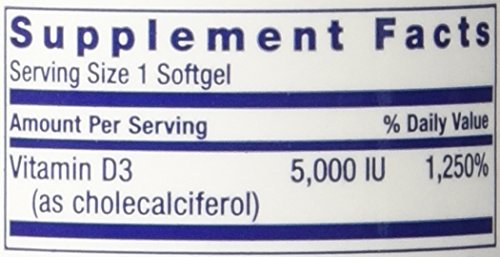 Supplement Facts
Serving Size 1 Softgel
Amount Per Serving % Daily Value
Vitamin D3 5,000 IU 1,250%
(as cholecalciferol)